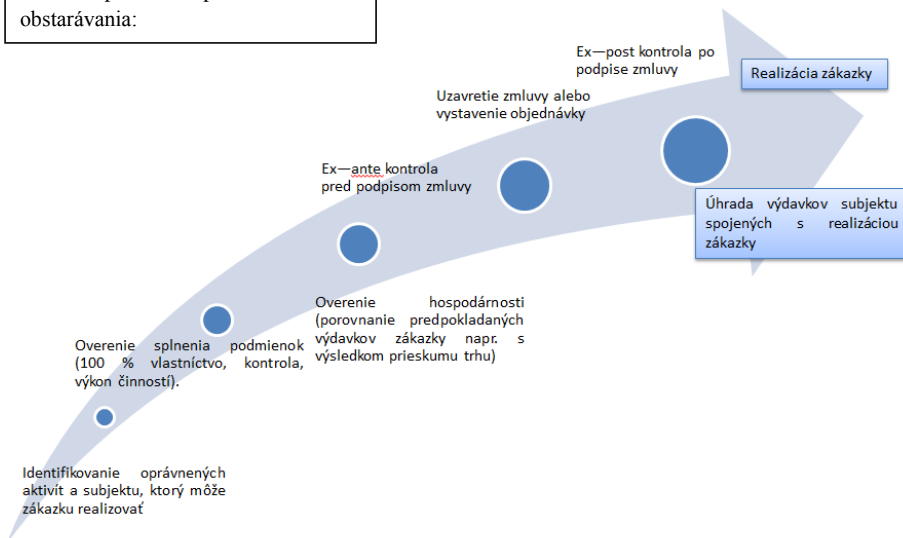 obstarávania:
Ex—post kontrola po
podpise zmluvy
Realizácia zákazky
Uzavretie zmluvy alebo
vystavenie objednávky
Ex—ante kontrola
pred podpisom zmluvy
Úhrada výdavkov subjektu
spojených s realizáciou
zákazky
Overenie hospodárnosti
(porovnanie predpokladaných
výdavkov zákazky napr. s
výsledkom prieskumu trhu)
Overenie splnenia podmienok
(100 % vlastníctvo, kontrola,
výkon činností).
Identifikovanie oprávnených
aktivít a subjektu, ktorý môže
zákazku realizovať